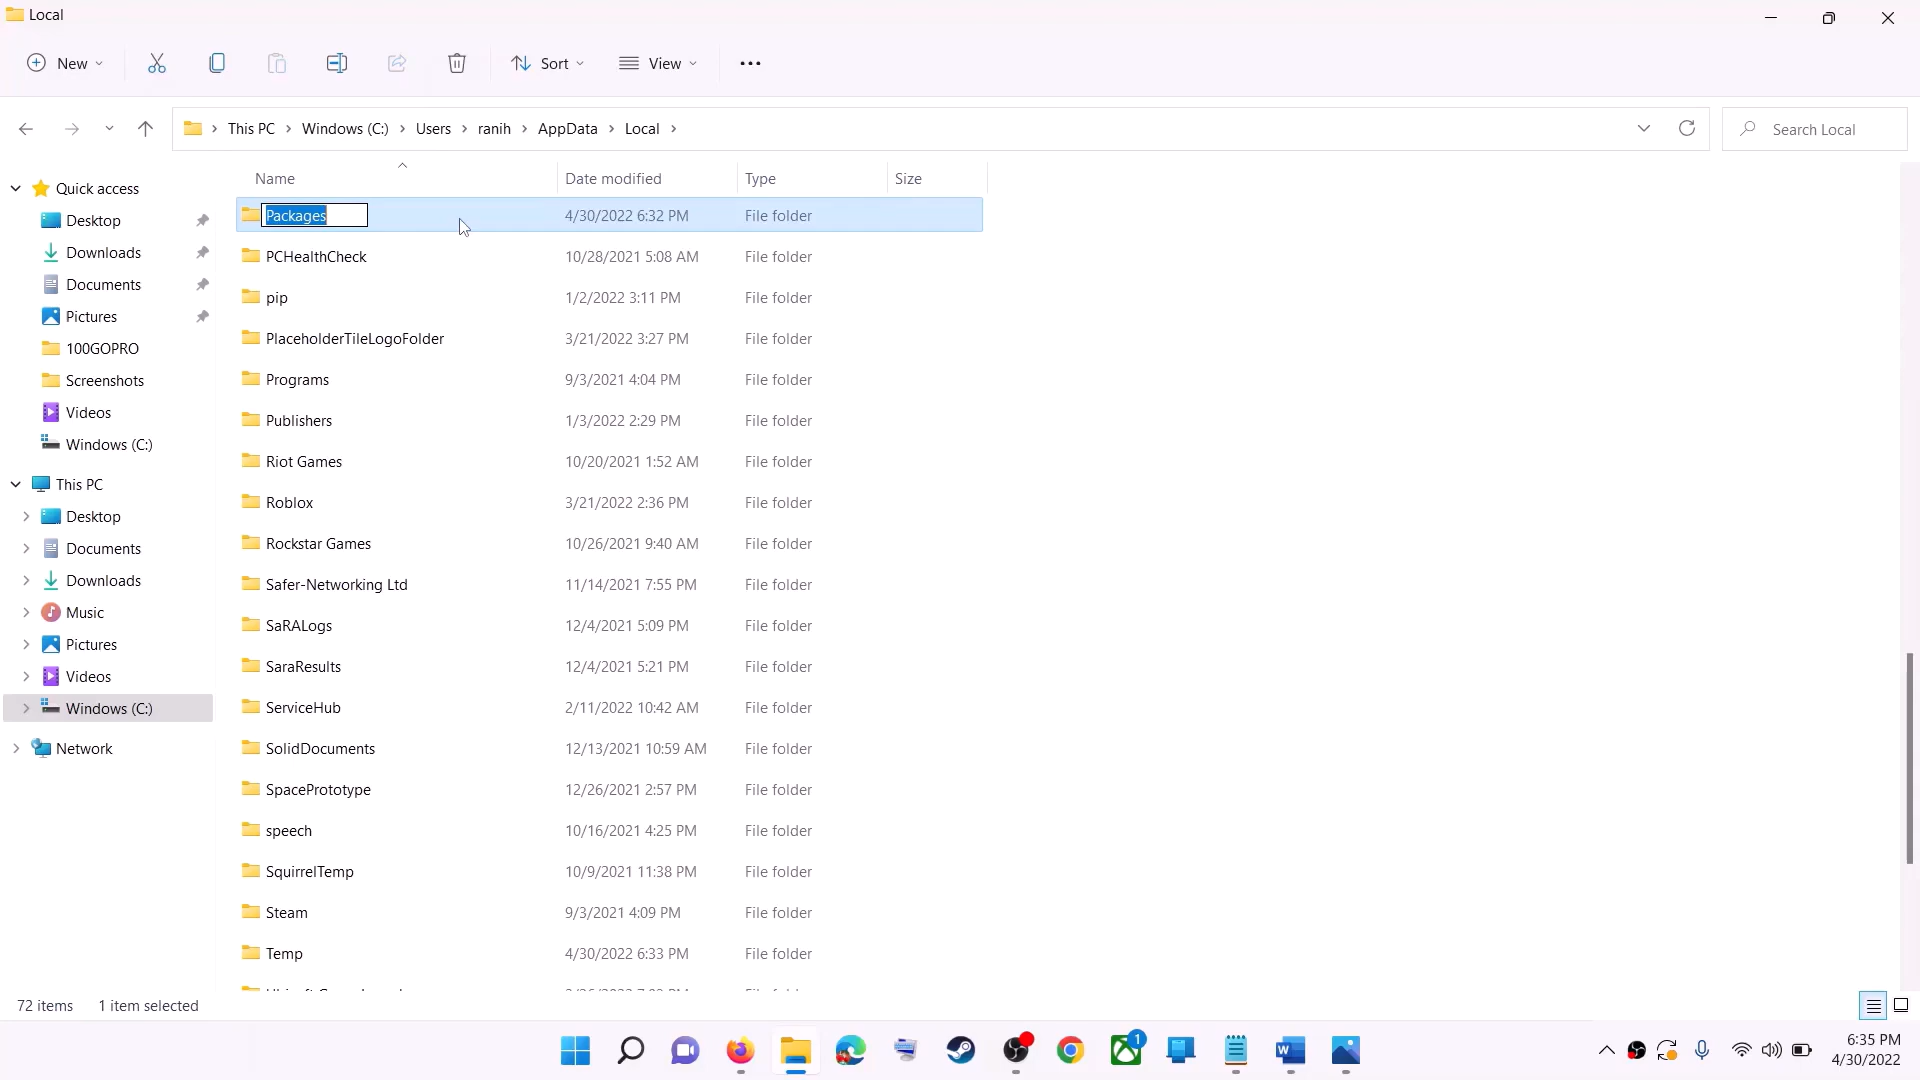 Local
New
Sort
View
This PC
Windows (C:)
Users
ranih
AppData
Local
Search Local
Name
Date modified
Type
Size
Quick access
Desktop
Downloads
Documents
Pictures
100GOPRO
Screenshots
Videos
Windows (C:)
This PC
Desktop
Documents
Downloads
Music
Pictures
Videos
Windows (C:)
Network
Packages 4/30/2022 6:32 PM File folder
PCHealthCheck 10/28/2021 5:08 AM File folder
pip 1/2/2022 3:11 PM File folder
PlaceholderTileLogoFolder 3/21/2022 3:27 PM File folder
Programs 9/3/2021 4:04 PM File folder
Publishers 1/3/2022 2:29 PM File folder
Riot Games 10/20/2021 1:52 AM File folder
Roblox 3/21/2022 2:36 PM File folder
Rockstar Games 10/26/2021 9:40 AM File folder
Safer-Networking Ltd 11/14/2021 7:55 PM File folder
SaRALogs 12/4/2021 5:09 PM File folder
SaraResults 12/4/2021 5:21 PM File folder
ServiceHub 2/11/2022 10:42 AM File folder
SolidDocuments 12/13/2021 10:59 AM File folder
SpacePrototype 12/26/2021 2:57 PM File folder
speech 10/16/2021 4:25 PM File folder
SquirrelTemp 10/9/2021 11:38 PM File folder
Steam 9/3/2021 4:09 PM File folder
Temp 4/30/2022 6:33 PM File folder
72 items
1 item selected
1
6:35 PM
4/30/2022